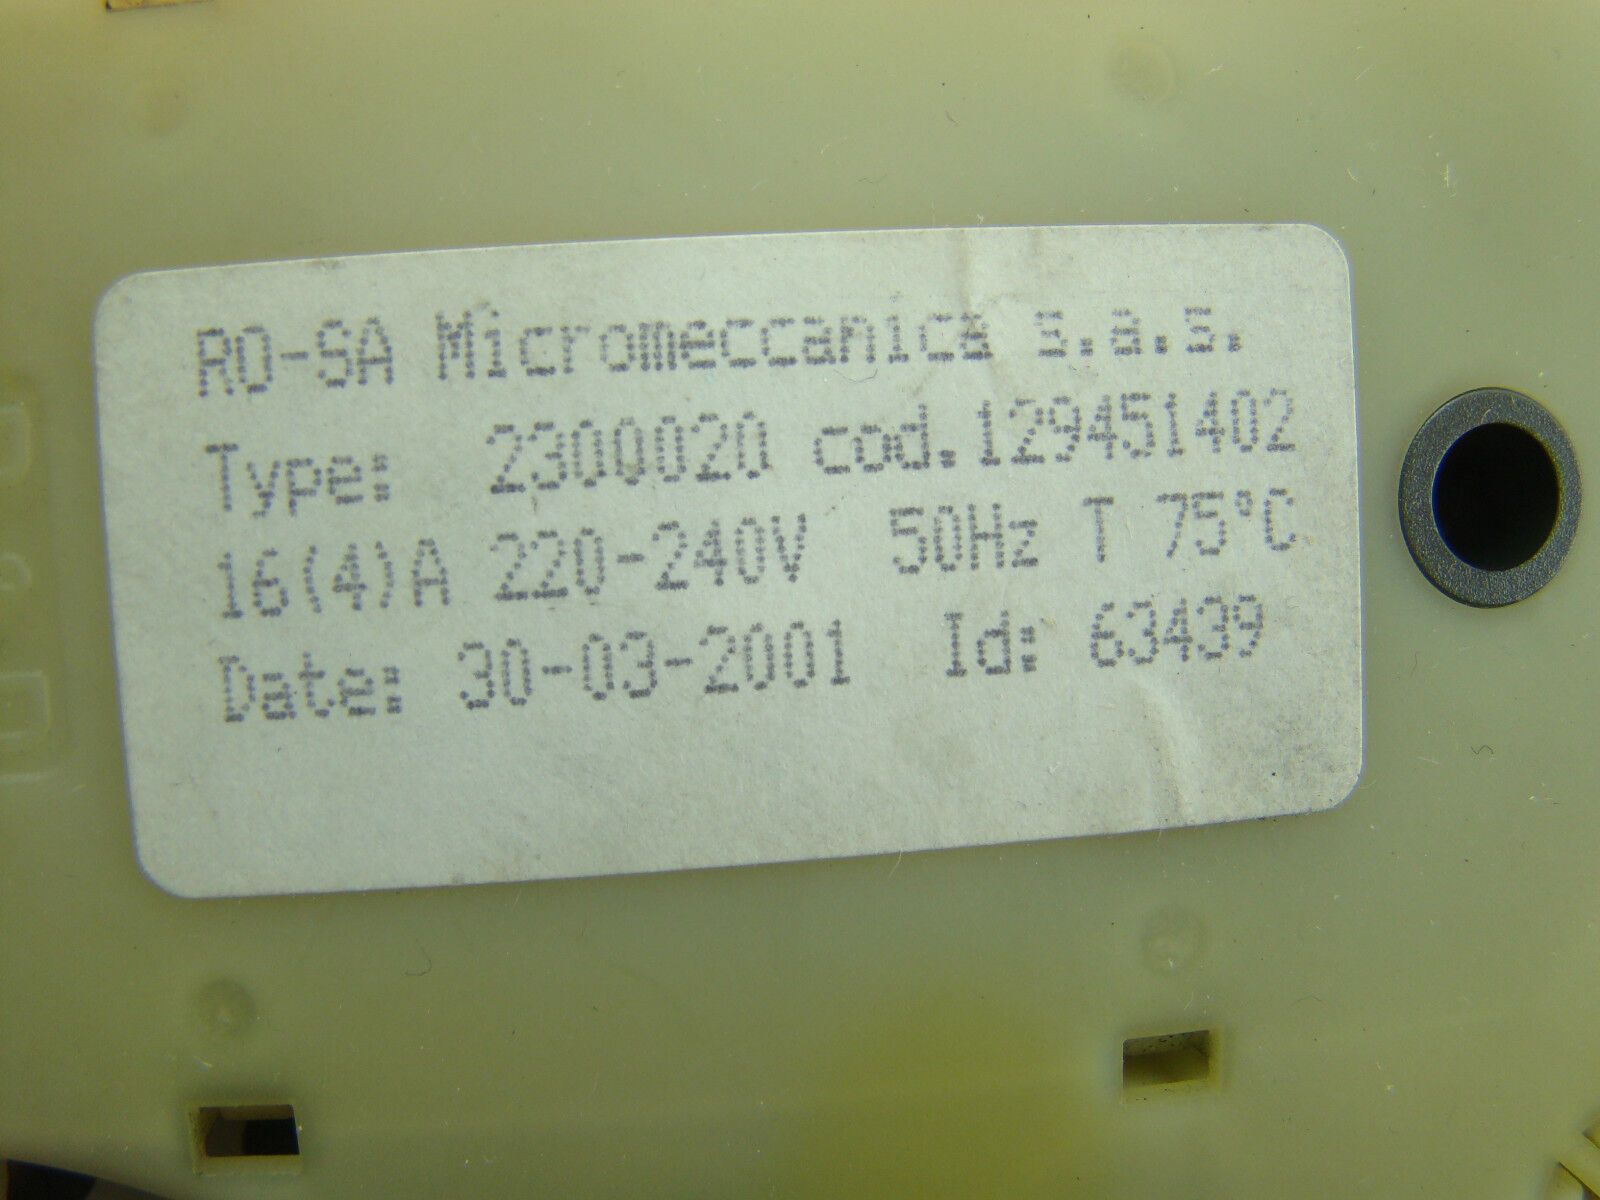 RO-SA Micromeccanica s.a.s.
Type: 2300020 cod.129451402
16(4)A 220-240V 50Hz T 75°C
Date: 30-03-2001 Id: 63439